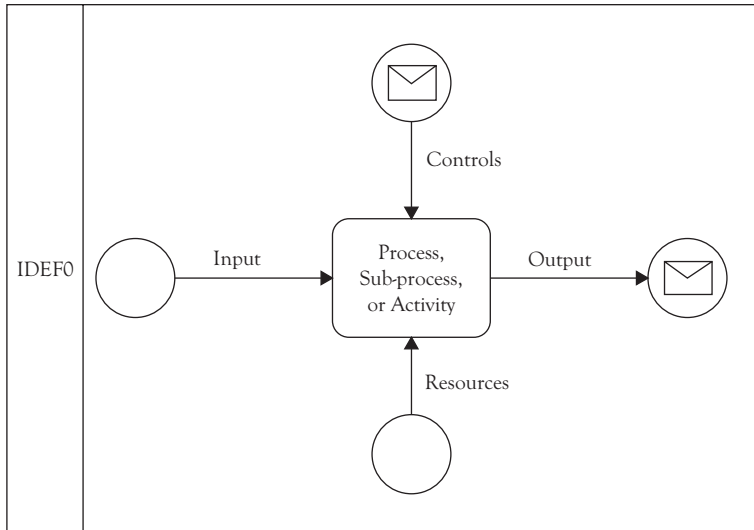 Controls
IDEF0
Input
Process,
Sub-process,
or Activity
Output
Resources